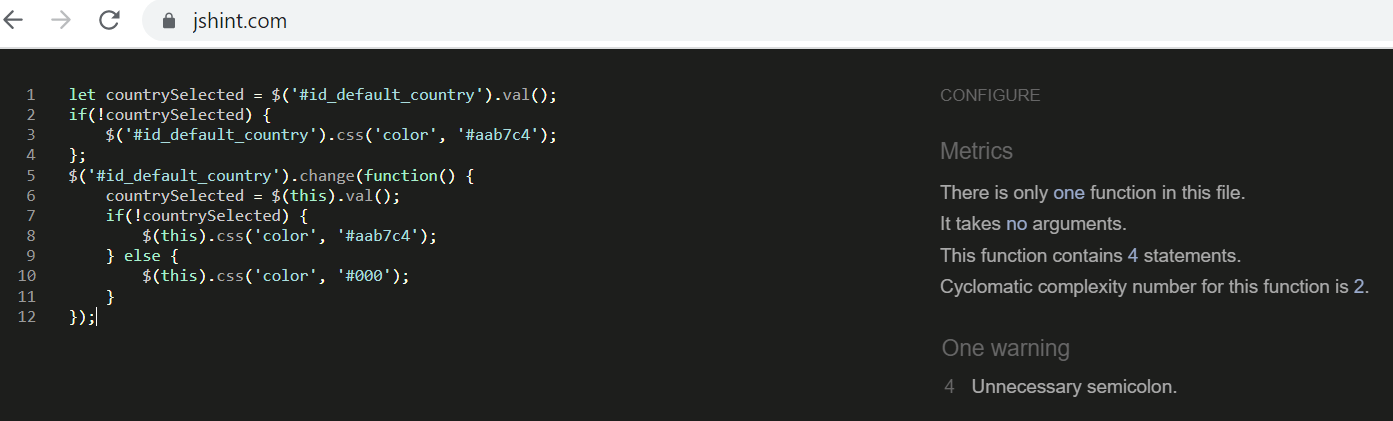 jshint.com
1 let countrySelected = $('#id_default_country').val();
2 if(!countrySelected) {
3 $('#id_default_country').css('color', '#aab7c4');
4 };
5 $('#id_default_country').change(function() {
6 countrySelected = $(this).val();
7 if(!countrySelected) {
8 $(this).css('color', '#aab7c4');
9 } else {
10 $(this).css('color', '#000');
11 }
12 });
CONFIGURE
Metrics
There is only one function in this file.
It takes no arguments.
This function contains 4 statements.
Cyclomatic complexity number for this function is 2.
One warning
4 Unnecessary semicolon.